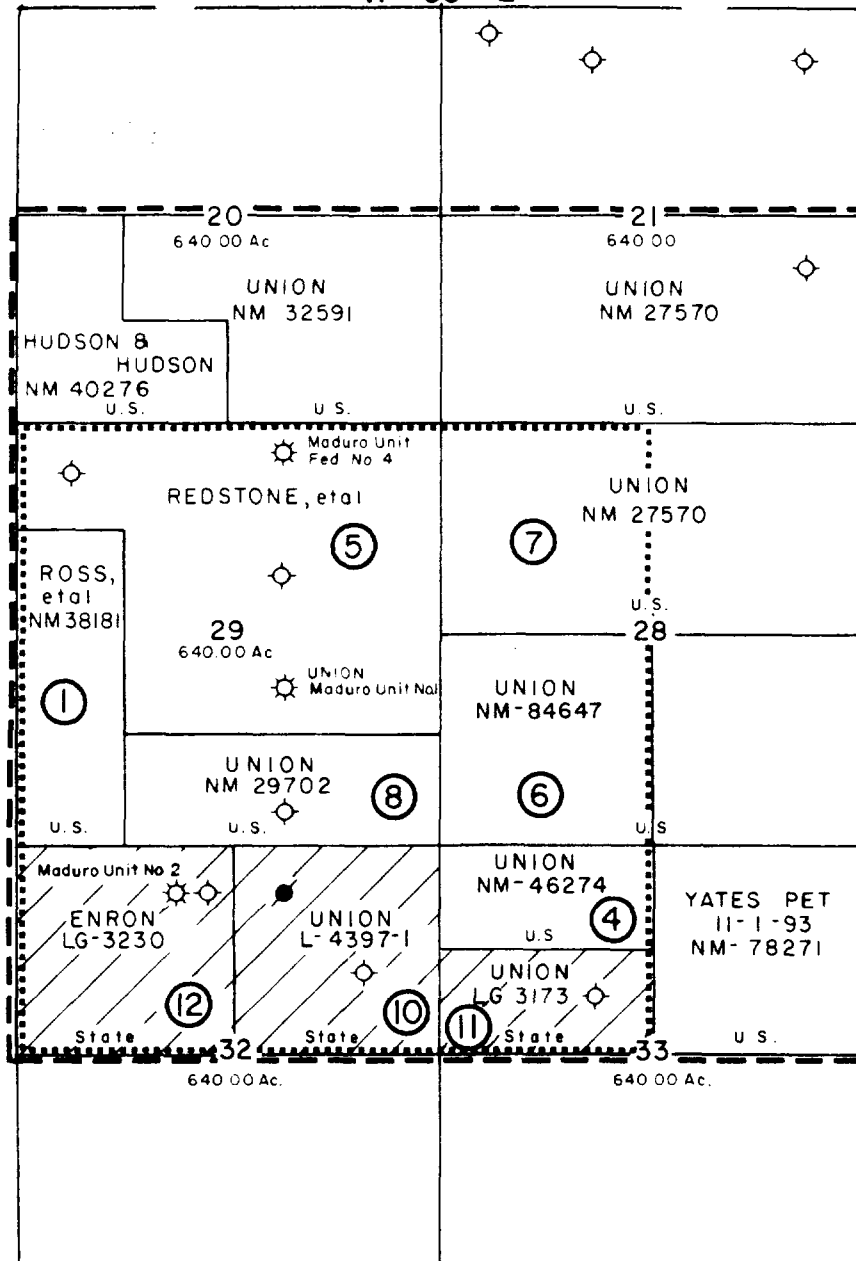 20
640.00 Ac
21
640.00
UNION
NM 32591
UNION
NM 27570
HUDSON &
HUDSON
NM 40276
U.S.
U.S.
U.S.
Maduro Unit
Fed No 4
REDSTONE, etal
5
7
UNION
NM 27570
U.S.
ROSS,
etal
NM 38181
29
640.00 Ac
28
UNION
Maduro Unit No1
1
UNION
NM-84647
UNION
NM 29702
8
6
U.S.
U.S.
U.S
Maduro Unit No 2
ENRON
LG-3230
12
State
UNION
L-4397-1
10
State
UNION
NM-46274
4
U.S
UNION
LG 3173
11
State
YATES PET
11-1-93
NM-78271
U S.
32
640.00 Ac.
33
640.00 Ac.